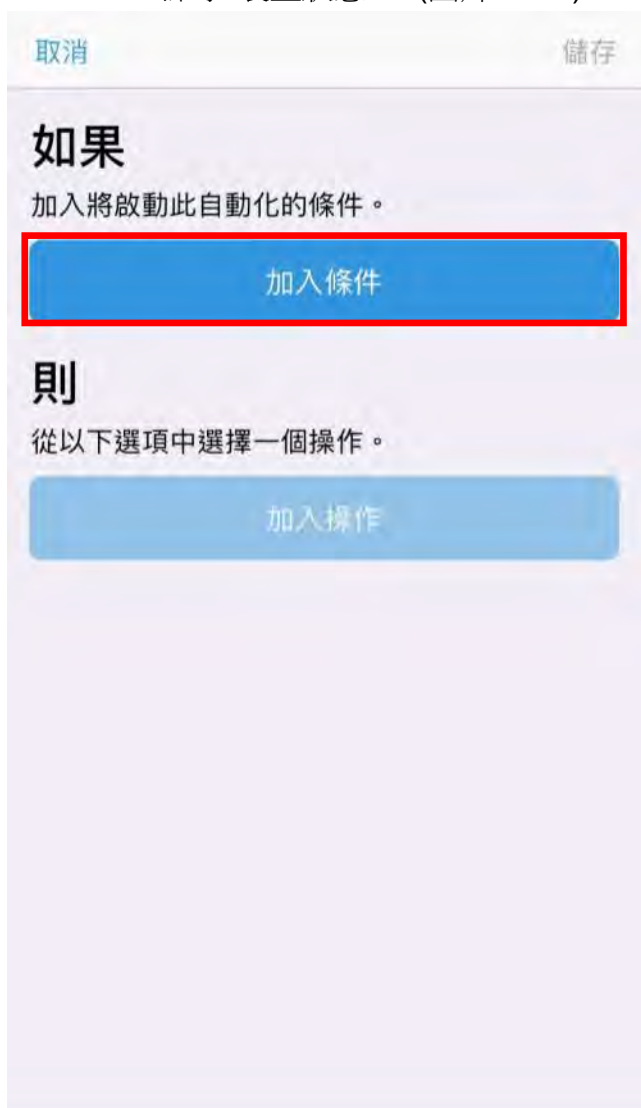 取消 儲存
如果
加入將啟動此自動化的條件。
加入條件
則
從以下選項中選擇一個操作。
加入操作